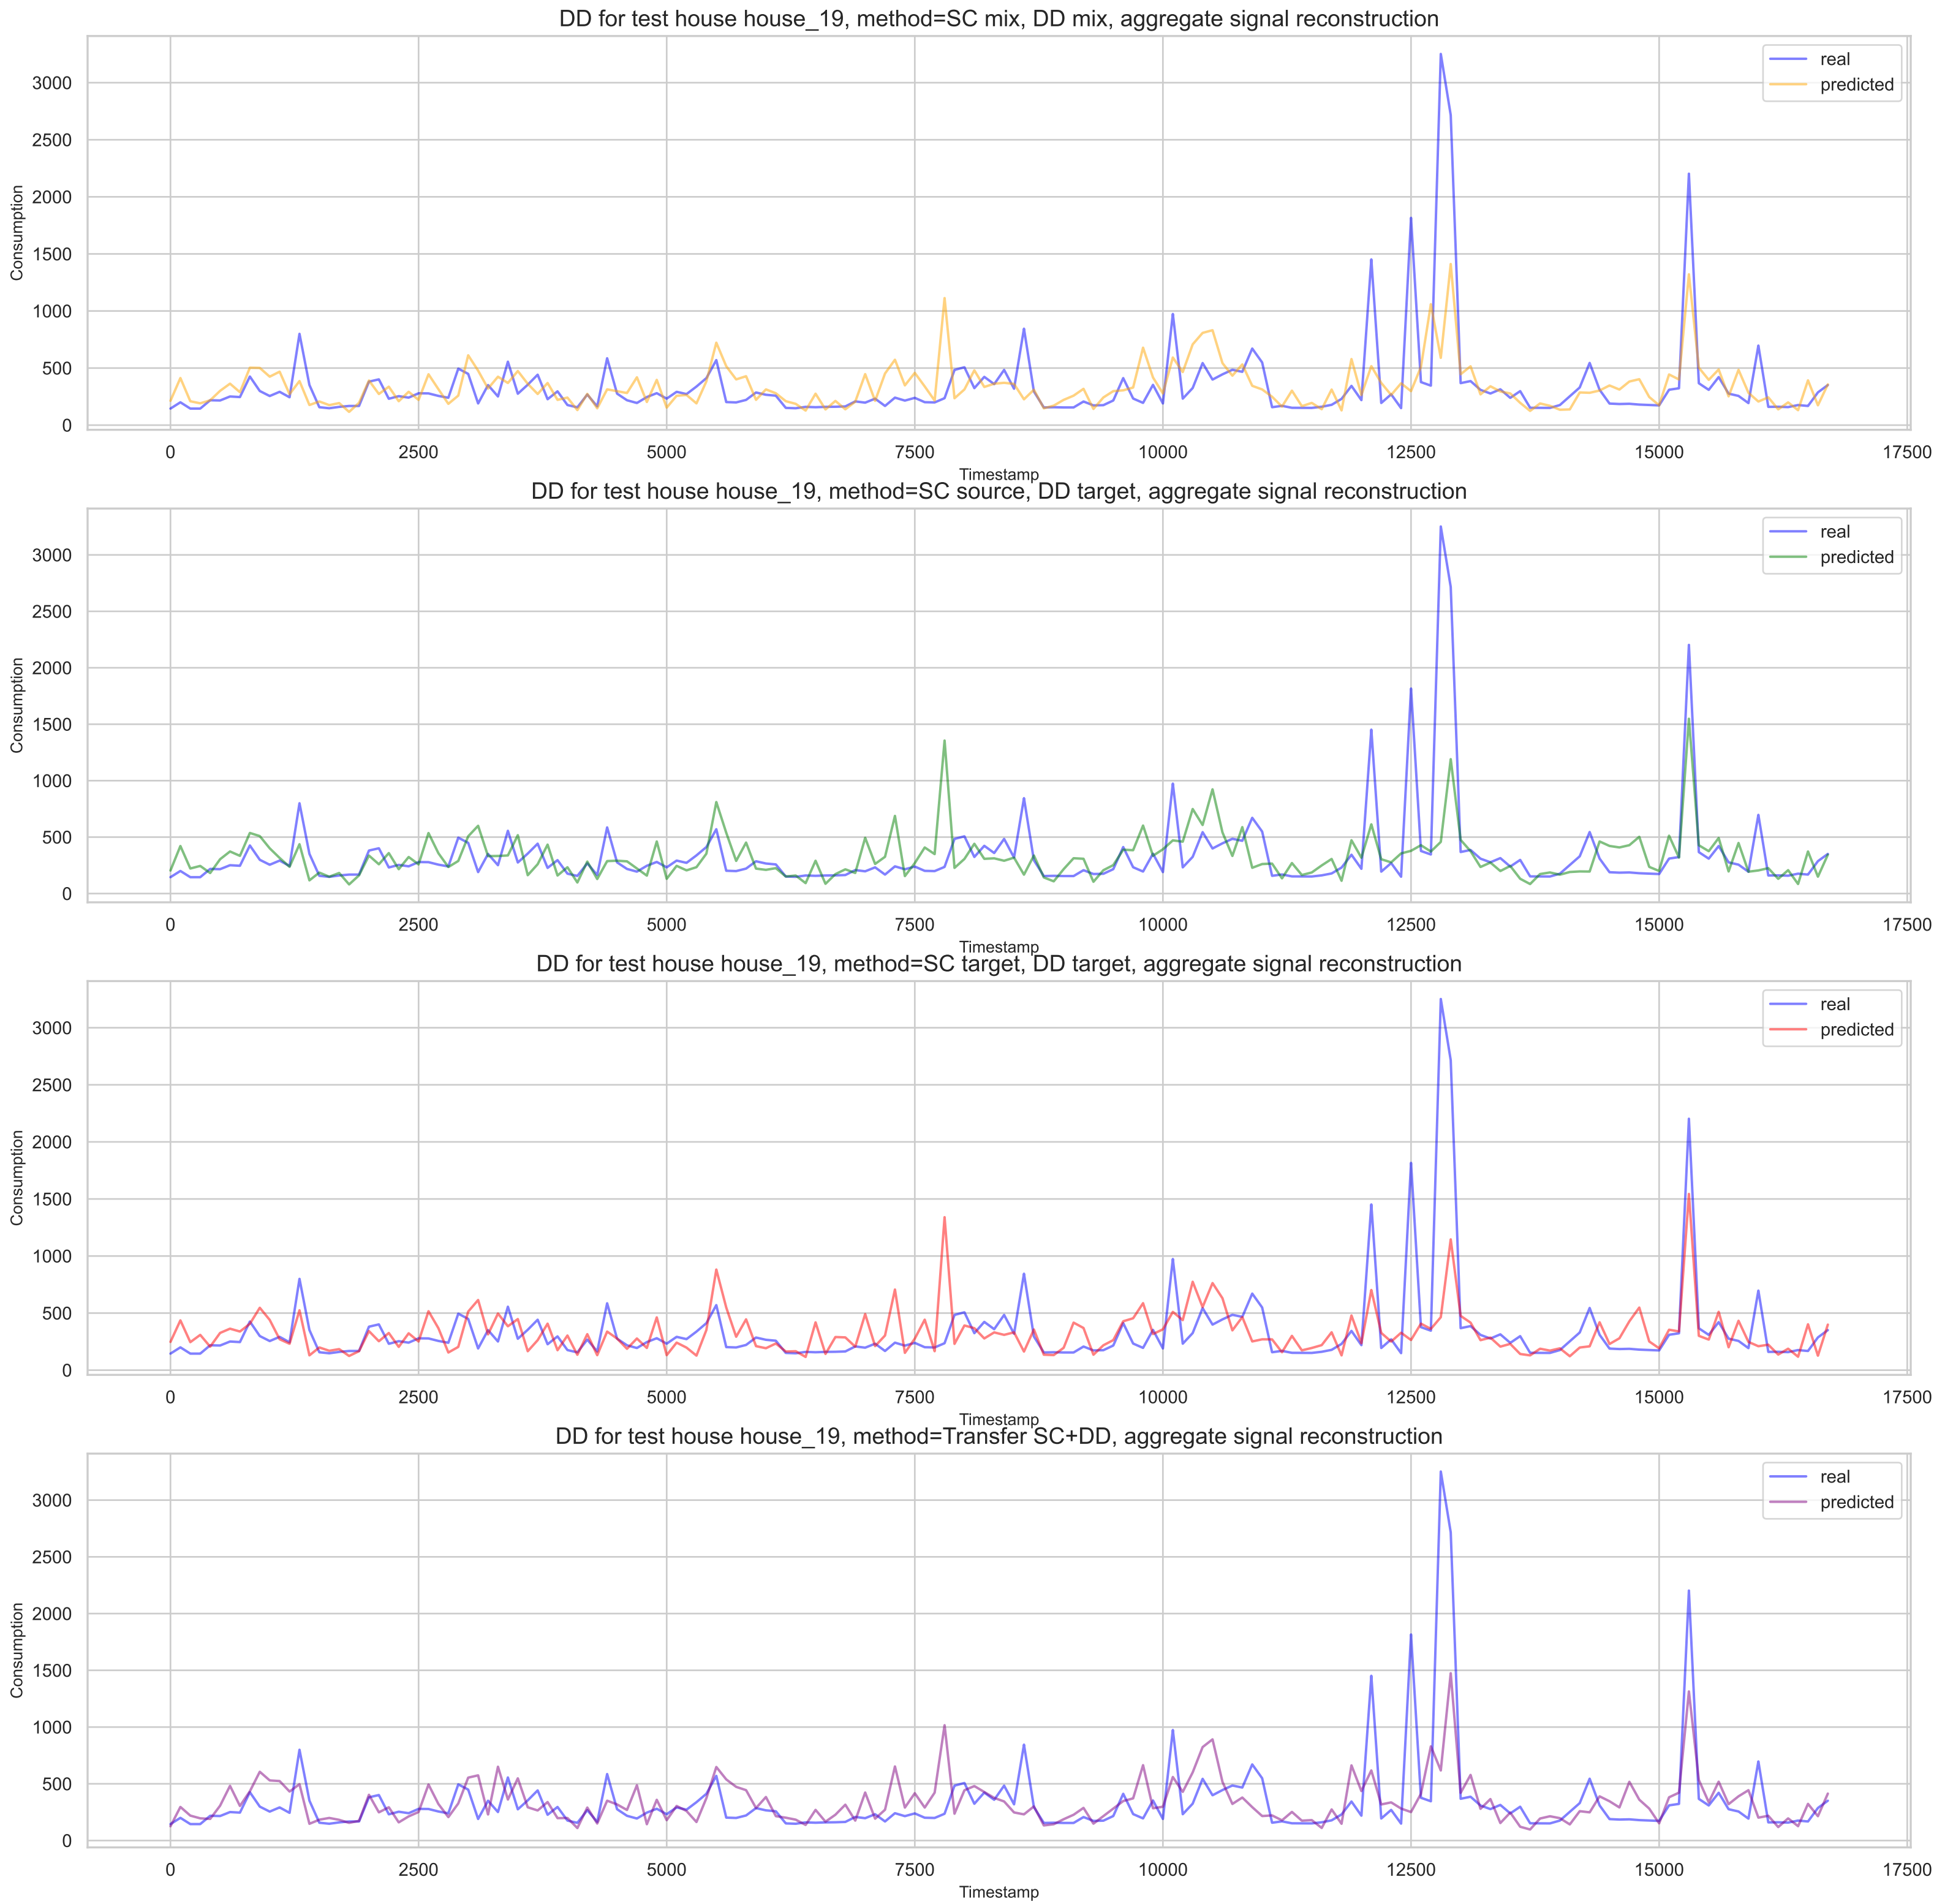 DD for test house house_19, method=SC mix, DD mix, aggregate signal reconstruction
real
predicted
3000
2500
2000
1500
1000
500
0
Consumption
0 2500 5000 7500 10000 12500 15000 17500
Timestamp
DD for test house house_19, method=SC source, DD target, aggregate signal reconstruction
real
predicted
3000
2500
2000
1500
1000
500
0
Consumption
0 2500 5000 7500 10000 12500 15000 17500
Timestamp
DD for test house house_19, method=SC target, DD target, aggregate signal reconstruction
real
predicted
3000
2500
2000
1500
1000
500
0
Consumption
0 2500 5000 7500 10000 12500 15000 17500
Timestamp
DD for test house house_19, method=Transfer SC+DD, aggregate signal reconstruction
real
predicted
3000
2500
2000
1500
1000
500
0
Consumption
0 2500 5000 7500 10000 12500 15000 17500
Timestamp